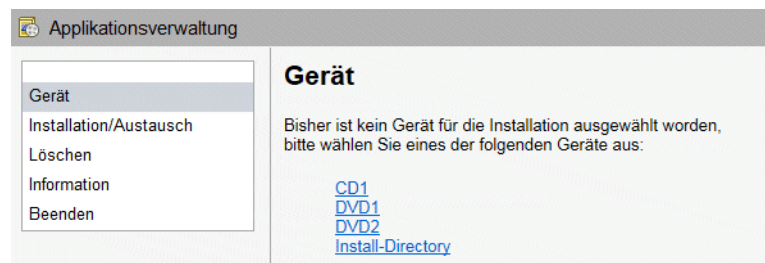 Applikationsverwaltung
Gerät
Installation/Austausch
Löschen
Information
Beenden
Gerät
Bisher ist kein Gerät für die Installation ausgewählt worden,
bitte wählen Sie eines der folgenden Geräte aus:
CD1
DVD1
DVD2
Install-Directory